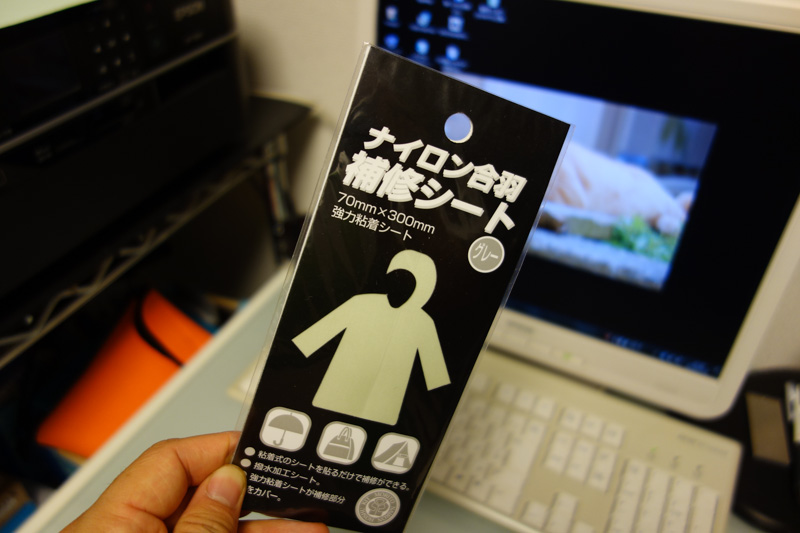 ナイロン合羽
補修シート
70mm×300mm
強力粘着シート
グレー
粘着式のシートを貼るだけで補修ができる。
撥水加工シート。
強力粘着シートが補修部分
をカバー。
EPSON